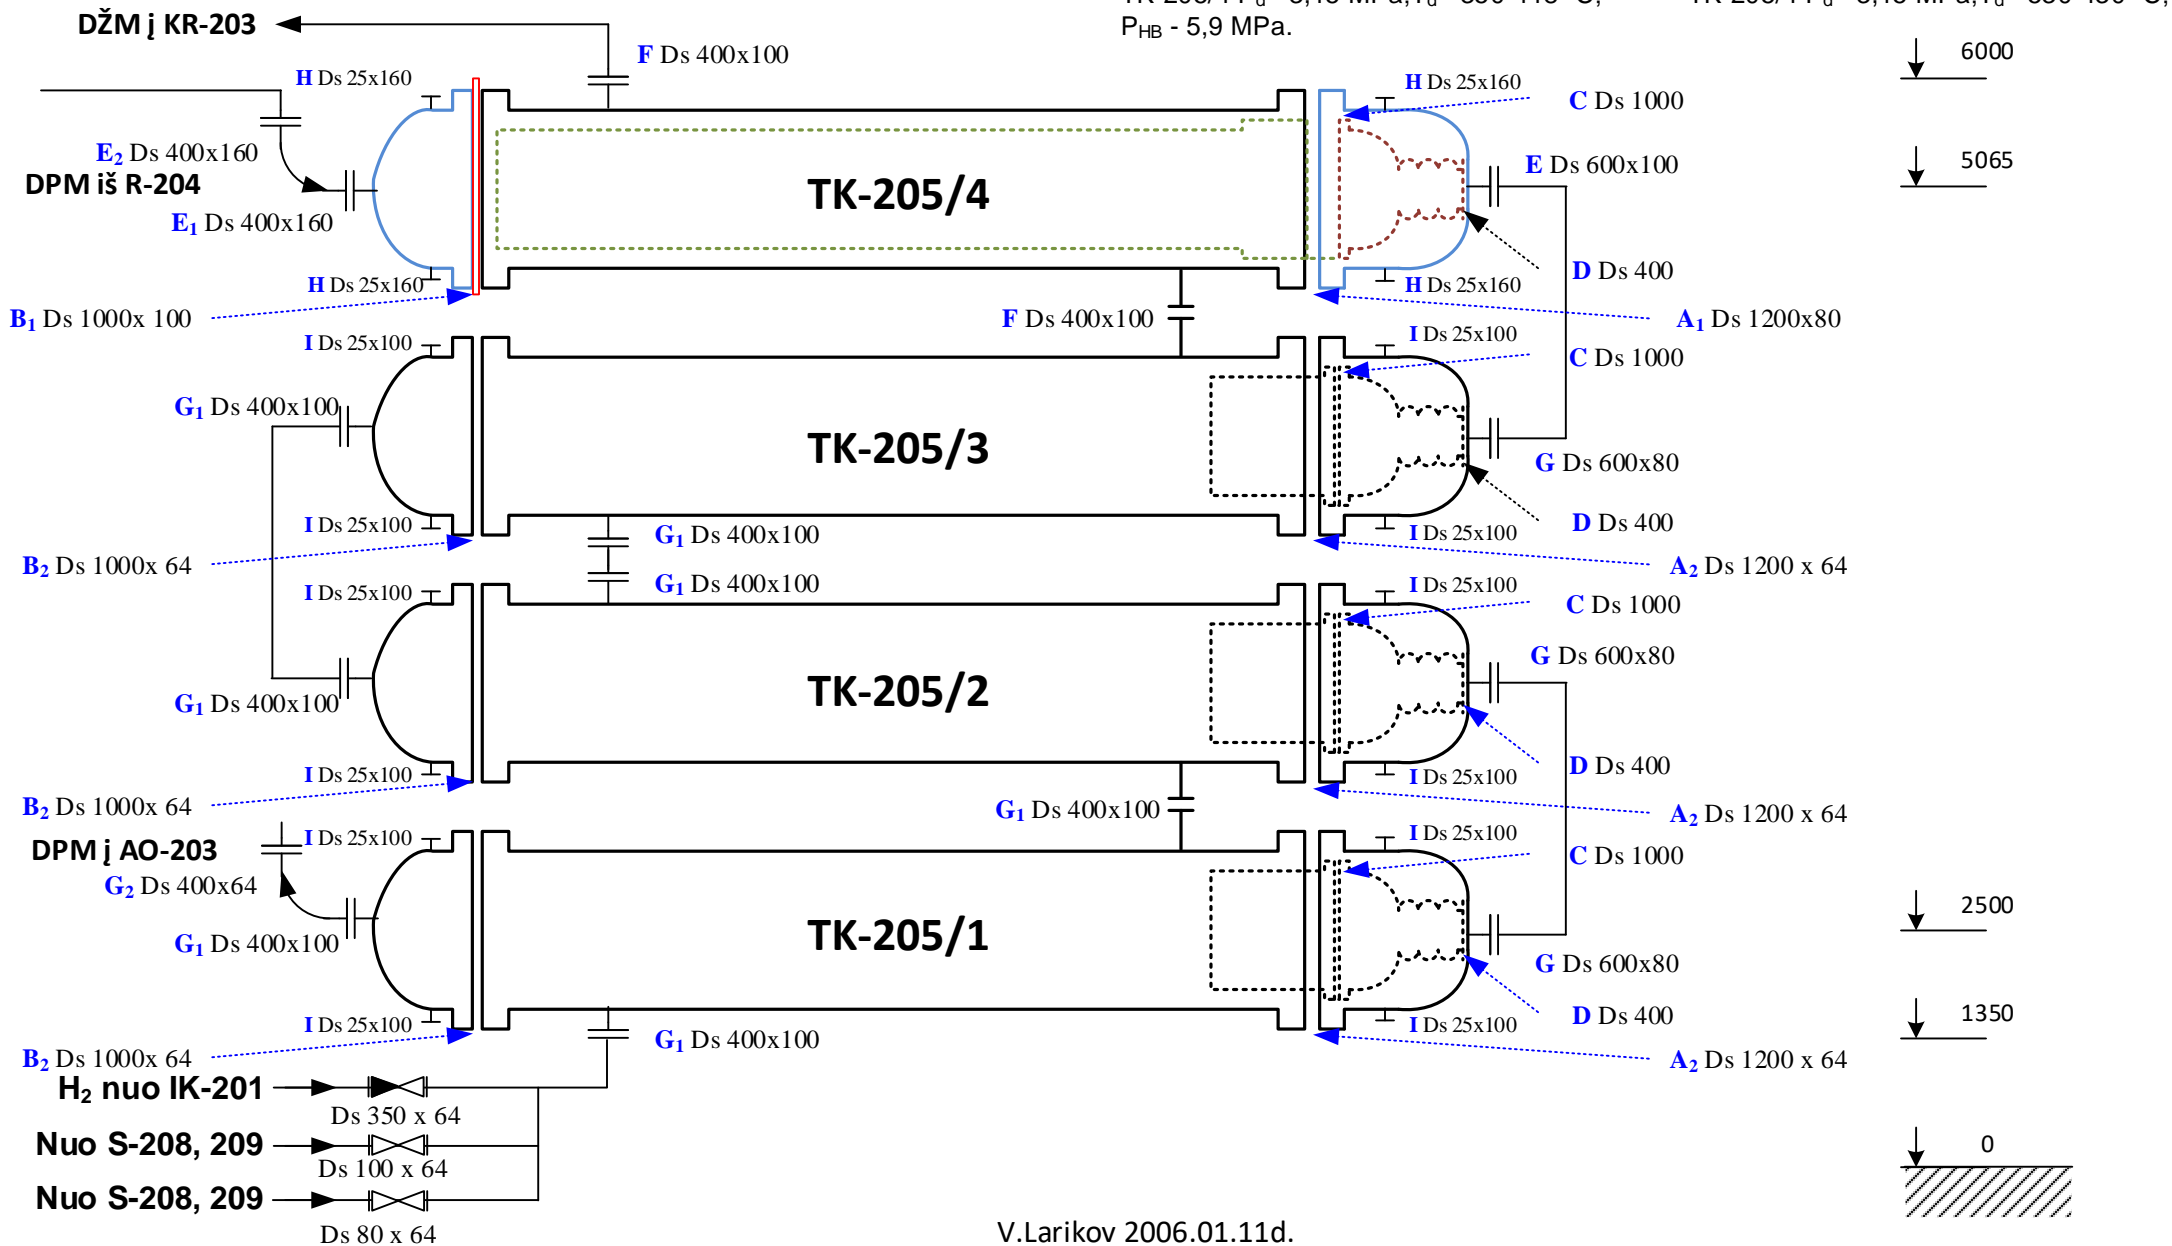 P_HB - 5,9 MPa.
DŽM į KR-203
F Ds 400x100
6000
H Ds 25x160
H Ds 25x160
C Ds 1000
E₂ Ds 400x160
DPM iš R-204
E₁ Ds 400x160
TK-205/4
E Ds 600x100
5065
D Ds 400
H Ds 25x160
H Ds 25x160
B₁ Ds 1000x 100
F Ds 400x100
A₁ Ds 1200x80
I Ds 25x100
I Ds 25x100
C Ds 1000
G₁ Ds 400x100
TK-205/3
G Ds 600x80
I Ds 25x100
G₁ Ds 400x100
I Ds 25x100
D Ds 400
B₂ Ds 1000x 64
G₁ Ds 400x100
A₂ Ds 1200 x 64
I Ds 25x100
I Ds 25x100
C Ds 1000
G₁ Ds 400x100
TK-205/2
G Ds 600x80
D Ds 400
I Ds 25x100
I Ds 25x100
B₂ Ds 1000x 64
G₁ Ds 400x100
A₂ Ds 1200 x 64
I Ds 25x100
I Ds 25x100
DPM į AO-203
C Ds 1000
G₂ Ds 400x64
G₁ Ds 400x100
TK-205/1
G Ds 600x80
2500
I Ds 25x100
G₁ Ds 400x100
I Ds 25x100
D Ds 400
1350
B₂ Ds 1000x 64
A₂ Ds 1200 x 64
H₂ nuo IK-201
Ds 350 x 64
Nuo S-208, 209
Ds 100 x 64
0
Nuo S-208, 209
Ds 80 x 64
V.Larikov 2006.01.11d.